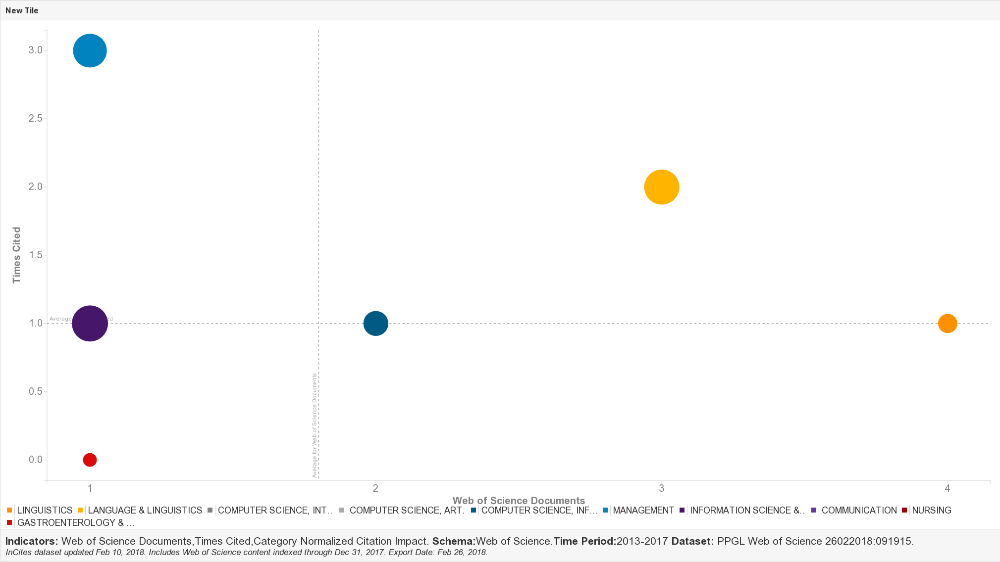 New Tile
3.0
2.5
2.0
1.5
1.0
0.5
0.0
Times Cited
Average ed
Average for Web of Science Documents
1 2 3 4
Web of Science Documents
LINGUISTICS LANGUAGE & LINGUISTICS COMPUTER SCIENCE, INT… COMPUTER SCIENCE, ART. COMPUTER SCIENCE, INF… MANAGEMENT INFORMATION SCIENCE &.. COMMUNICATION NURSING
GASTROENTEROLOGY & …
Indicators: Web of Science Documents,Times Cited,Category Normalized Citation Impact. Schema:Web of Science.Time Period:2013-2017 Dataset: PPGL Web of Science 26022018:091915.
InCites dataset updated Feb 10, 2018. Includes Web of Science content indexed through Dec 31, 2017. Export Date: Feb 26, 2018.